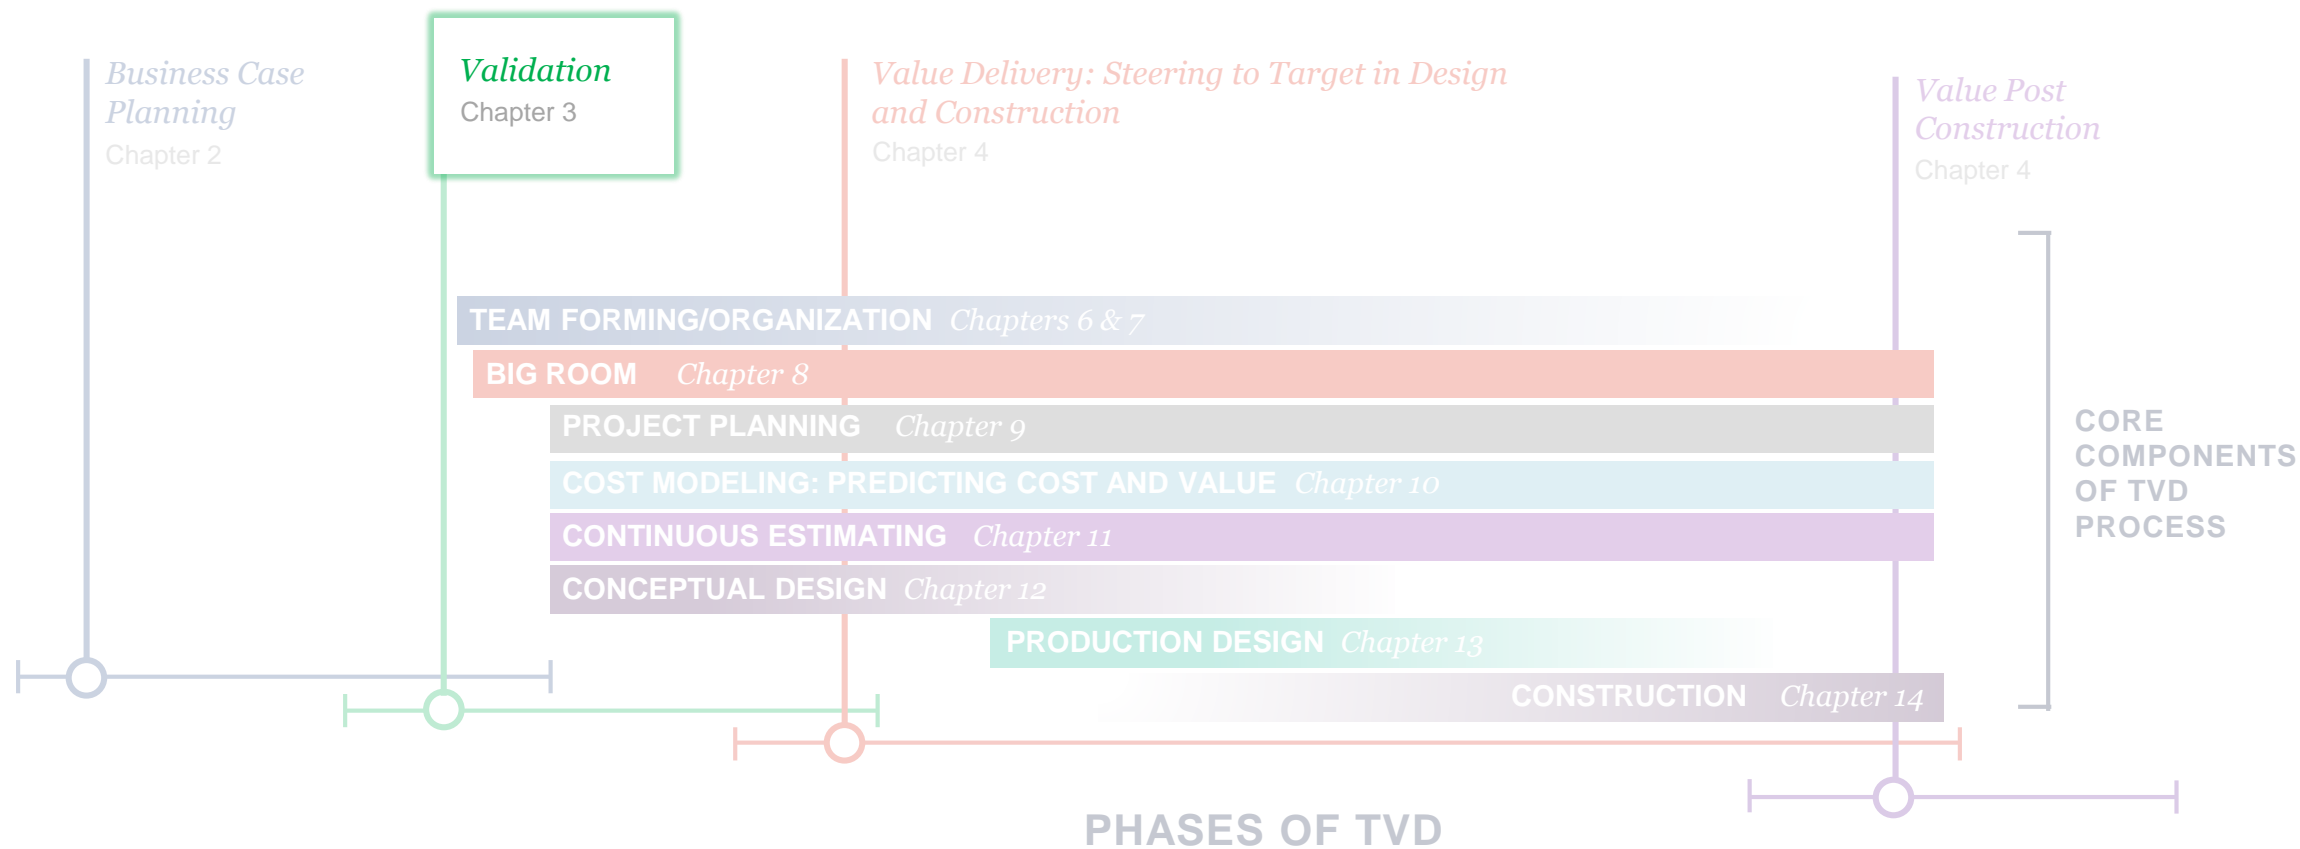 Business Case
Planning
Chapter 2
Validation
Chapter 3
Value Delivery: Steering to Target in Design
and Construction
Chapter 4
Value Post
Construction
Chapter 4
TEAM FORMING/ORGANIZATION Chapters 6 & 7
BIG ROOM Chapter 8
PROJECT PLANNING Chapter 9
COST MODELING: PREDICTING COST AND VALUE Chapter 10
CONTINUOUS ESTIMATING Chapter 11
CONCEPTUAL DESIGN Chapter 12
PRODUCTION DESIGN Chapter 13
CONSTRUCTION Chapter 14
CORE
COMPONENTS
OF TVD
PROCESS
PHASES OF TVD